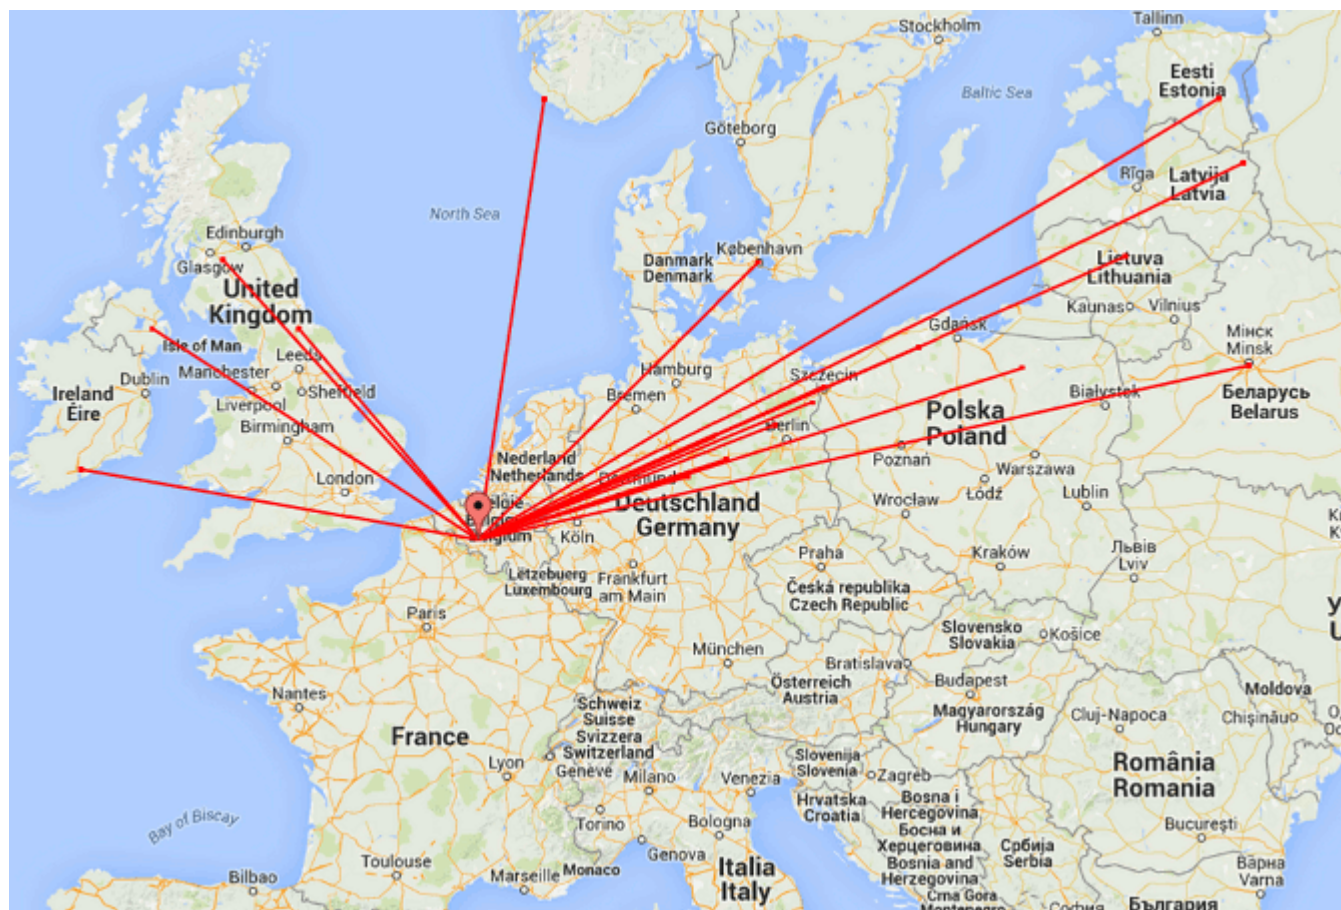 Tallinn
Stockholm
Eesti
Estonia
Baltic Sea
Göteborg
Rīga
Latvija
Latvia
North Sea
Edinburgh
Glasgow
København
Danmark
Denmark
Lietuva
Lithuania
United
Kingdom
Kaunas
Vilnius
Gdańsk
Мінск
Minsk
Isle of Man
Leeds
Manchester
Dublin
Sheffield
Hamburg
Szczecin
Ireland
Éire
Liverpool
Bremen
Białystok
Беларусь
Belarus
Birmingham
Berlin
Polska
Poland
Nederland
Netherlands
Poznań
Warszawa
London
Łódź
Lublin
Wrocław
Deutschland
Germany
Köln
Praha
Kraków
Львів
Lviv
Lëtzebuerg
Luxembourg
Frankfurt
am Main
Česká republika
Czech Republic
Paris
Slovensko
Slovakia
Košice
München
Bratislava
Österreich
Austria
Budapest
Moldova
Nantes
Schweiz
Suisse
Svizzera
Switzerland
Magyarország
Hungary
Cluj-Napoca
Chișinău
France
Lyon
Genève
Milano
Venezia
Slovenija
Slovenia
Zagreb
România
Romania
Hrvatska
Croatia
Bosna i
Hercegovina
Босна и
Херцеговина
Bosnia and
Herzegovina
Torino
Bologna
Србија
Serbia
București
Bay of Biscay
Genova
Toulouse
Marseille
Monaco
Italia
Italy
Bilbao
Варна
Varna
Crna Gora
България